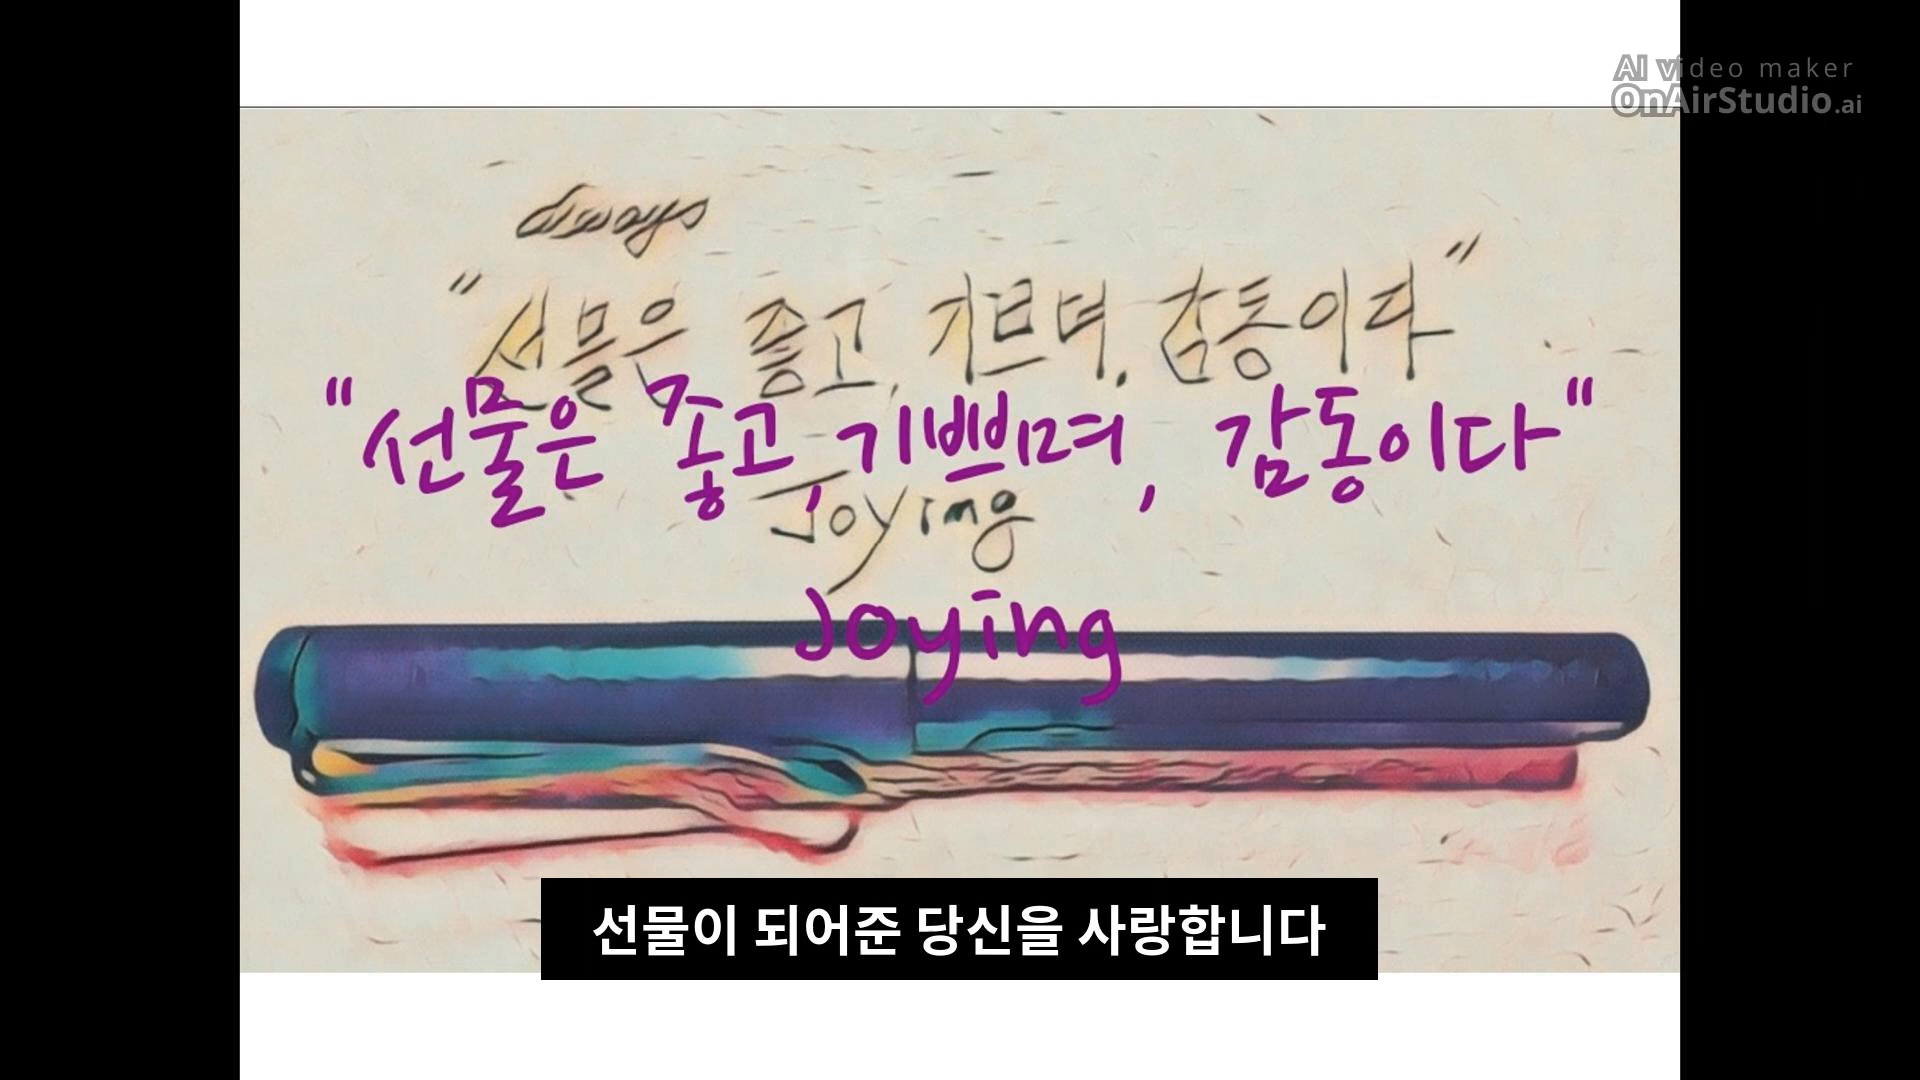 AI video maker
OnAirStudio.ai
always
"선물은 좋고, 기쁘며, 감동이다"
"선물은 좋고, 기쁘며, 감동이다"
Joying
Joying
선물이 되어준 당신을 사랑합니다